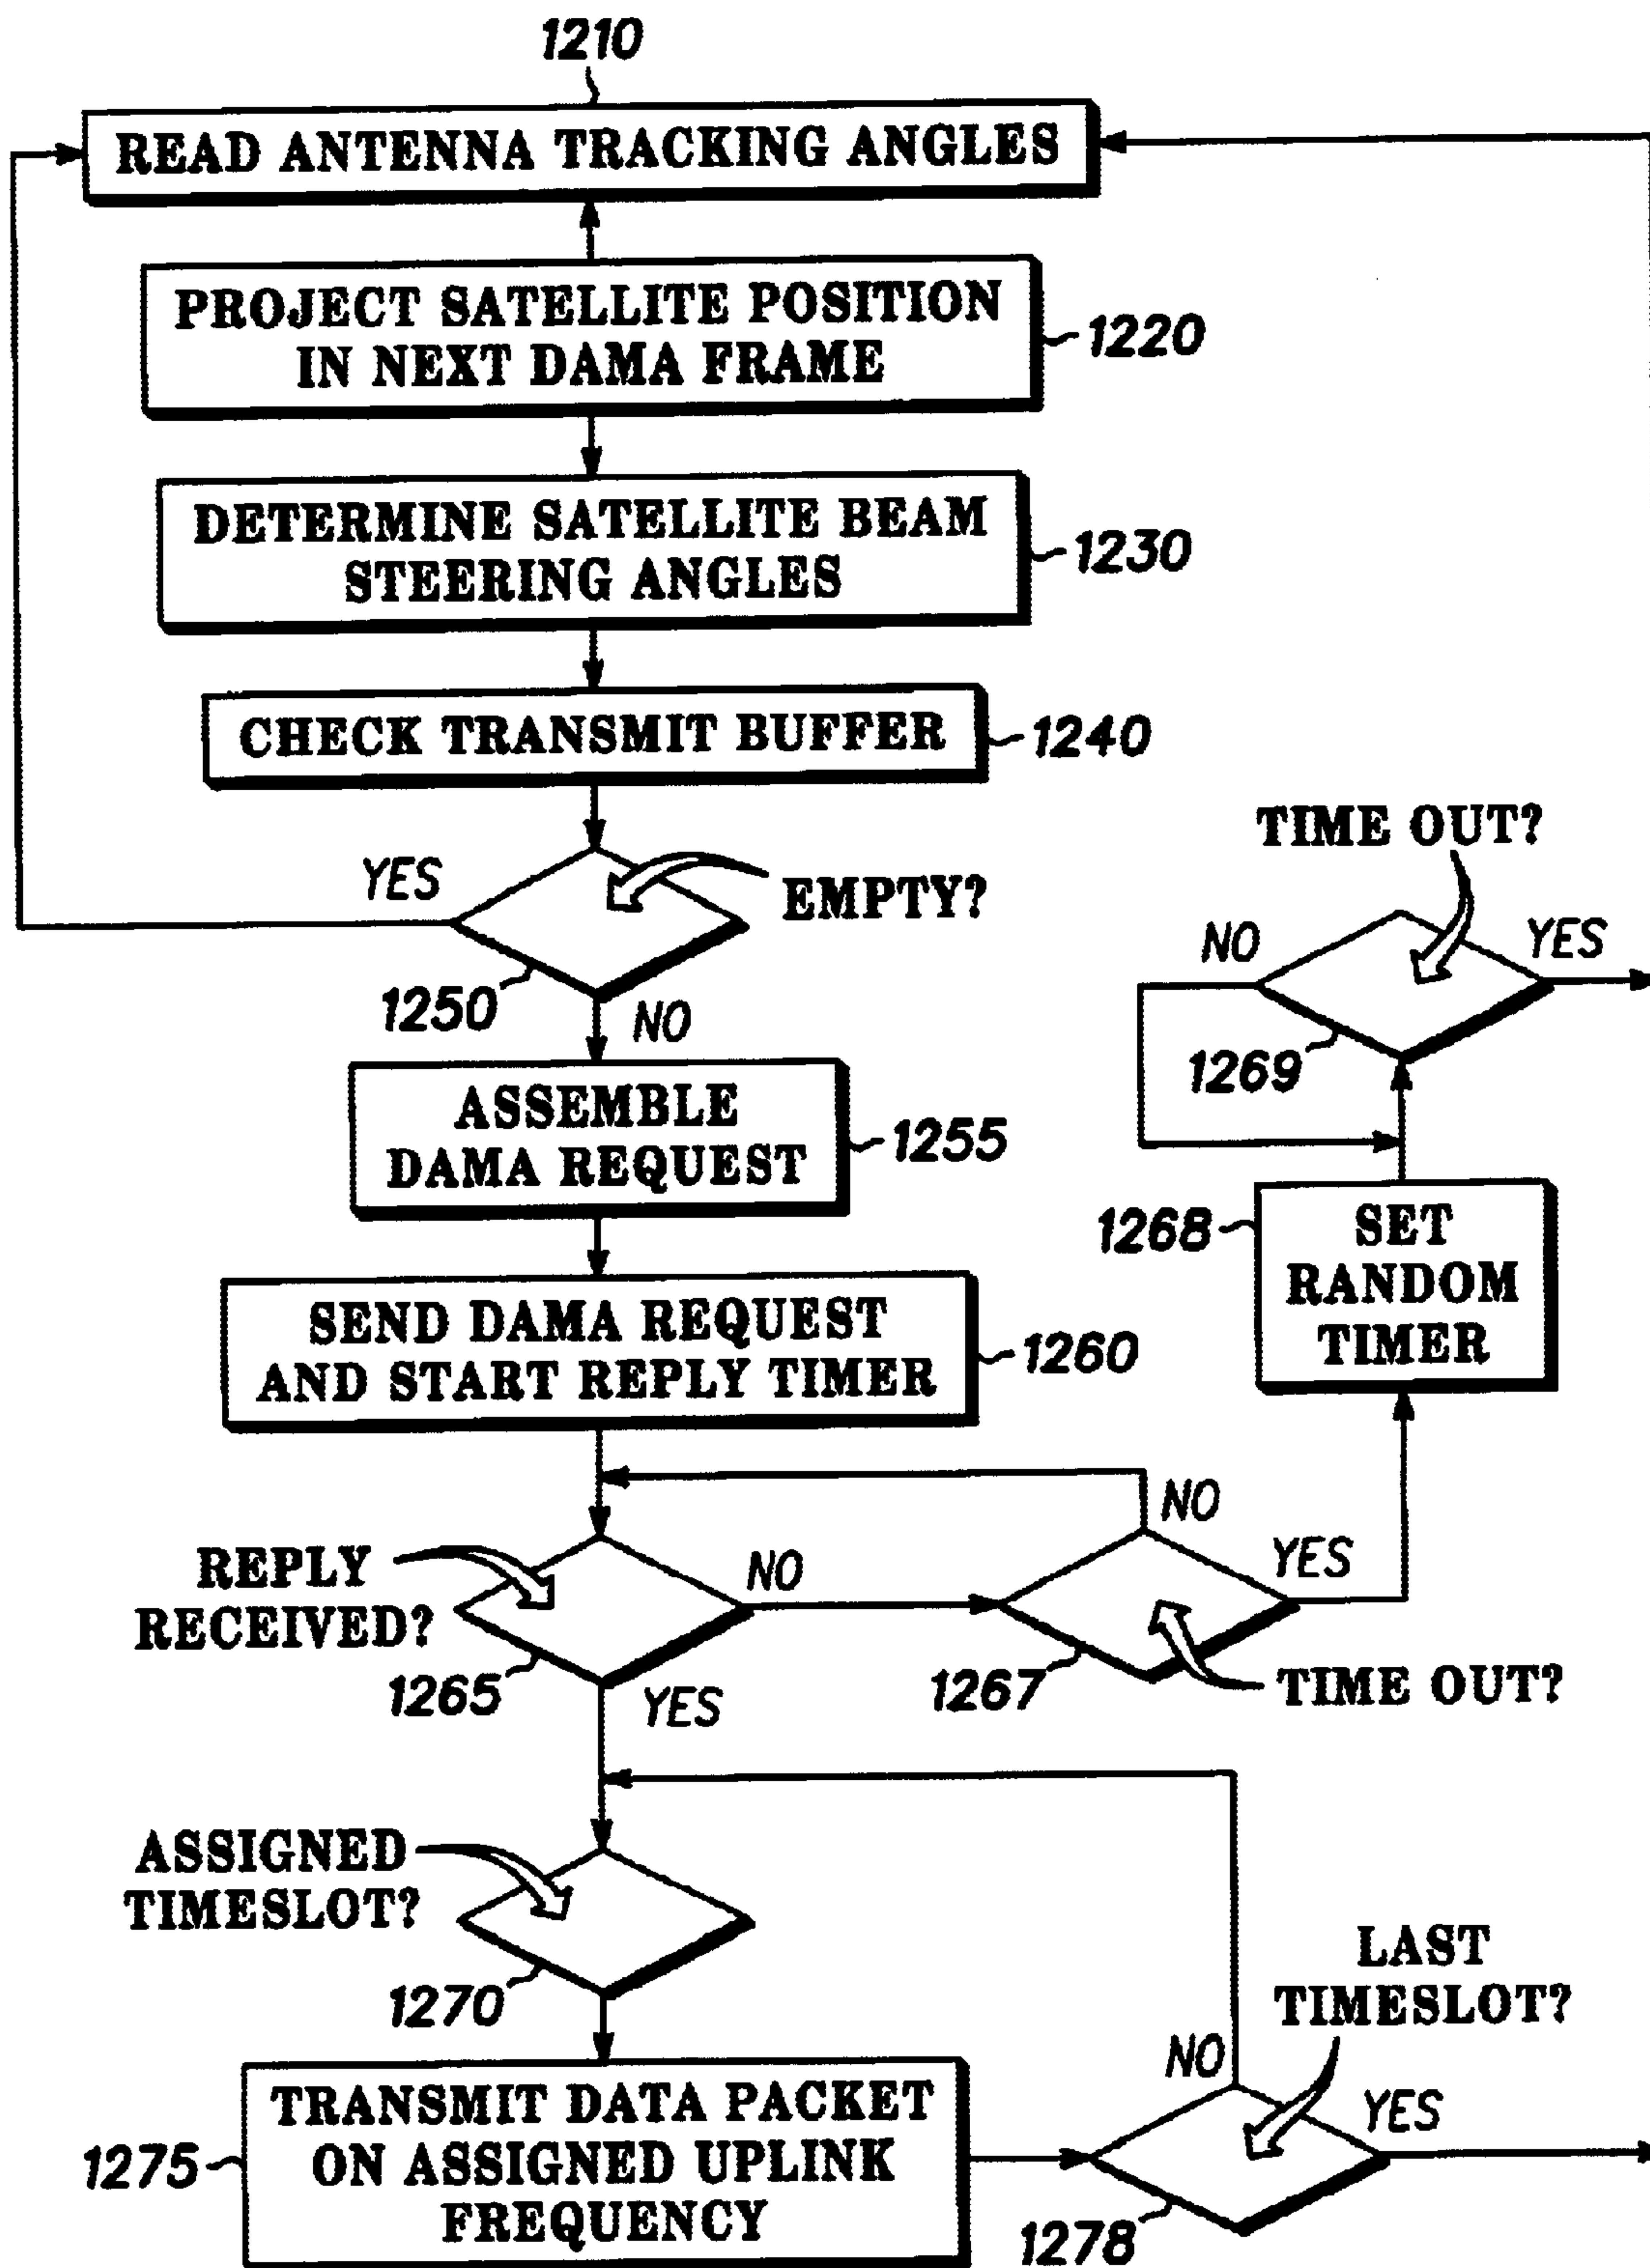 1210
READ ANTENNA TRACKING ANGLES
PROJECT SATELLITE POSITION
IN NEXT DAMA FRAME
1220
DETERMINE SATELLITE BEAM
STEERING ANGLES
1230
CHECK TRANSMIT BUFFER
1240
YES
EMPTY?
1250
NO
ASSEMBLE
DAMA REQUEST
1255
SEND DAMA REQUEST
AND START REPLY TIMER
1260
REPLY
RECEIVED?
1265
NO
YES
NO
YES
1267
TIME OUT?
1268
SET
RANDOM
TIMER
TIME OUT?
NO
YES
1269
ASSIGNED
TIMESLOT?
1270
1275
TRANSMIT DATA PACKET
ON ASSIGNED UPLINK
FREQUENCY
LAST
TIMESLOT?
NO
YES
1278